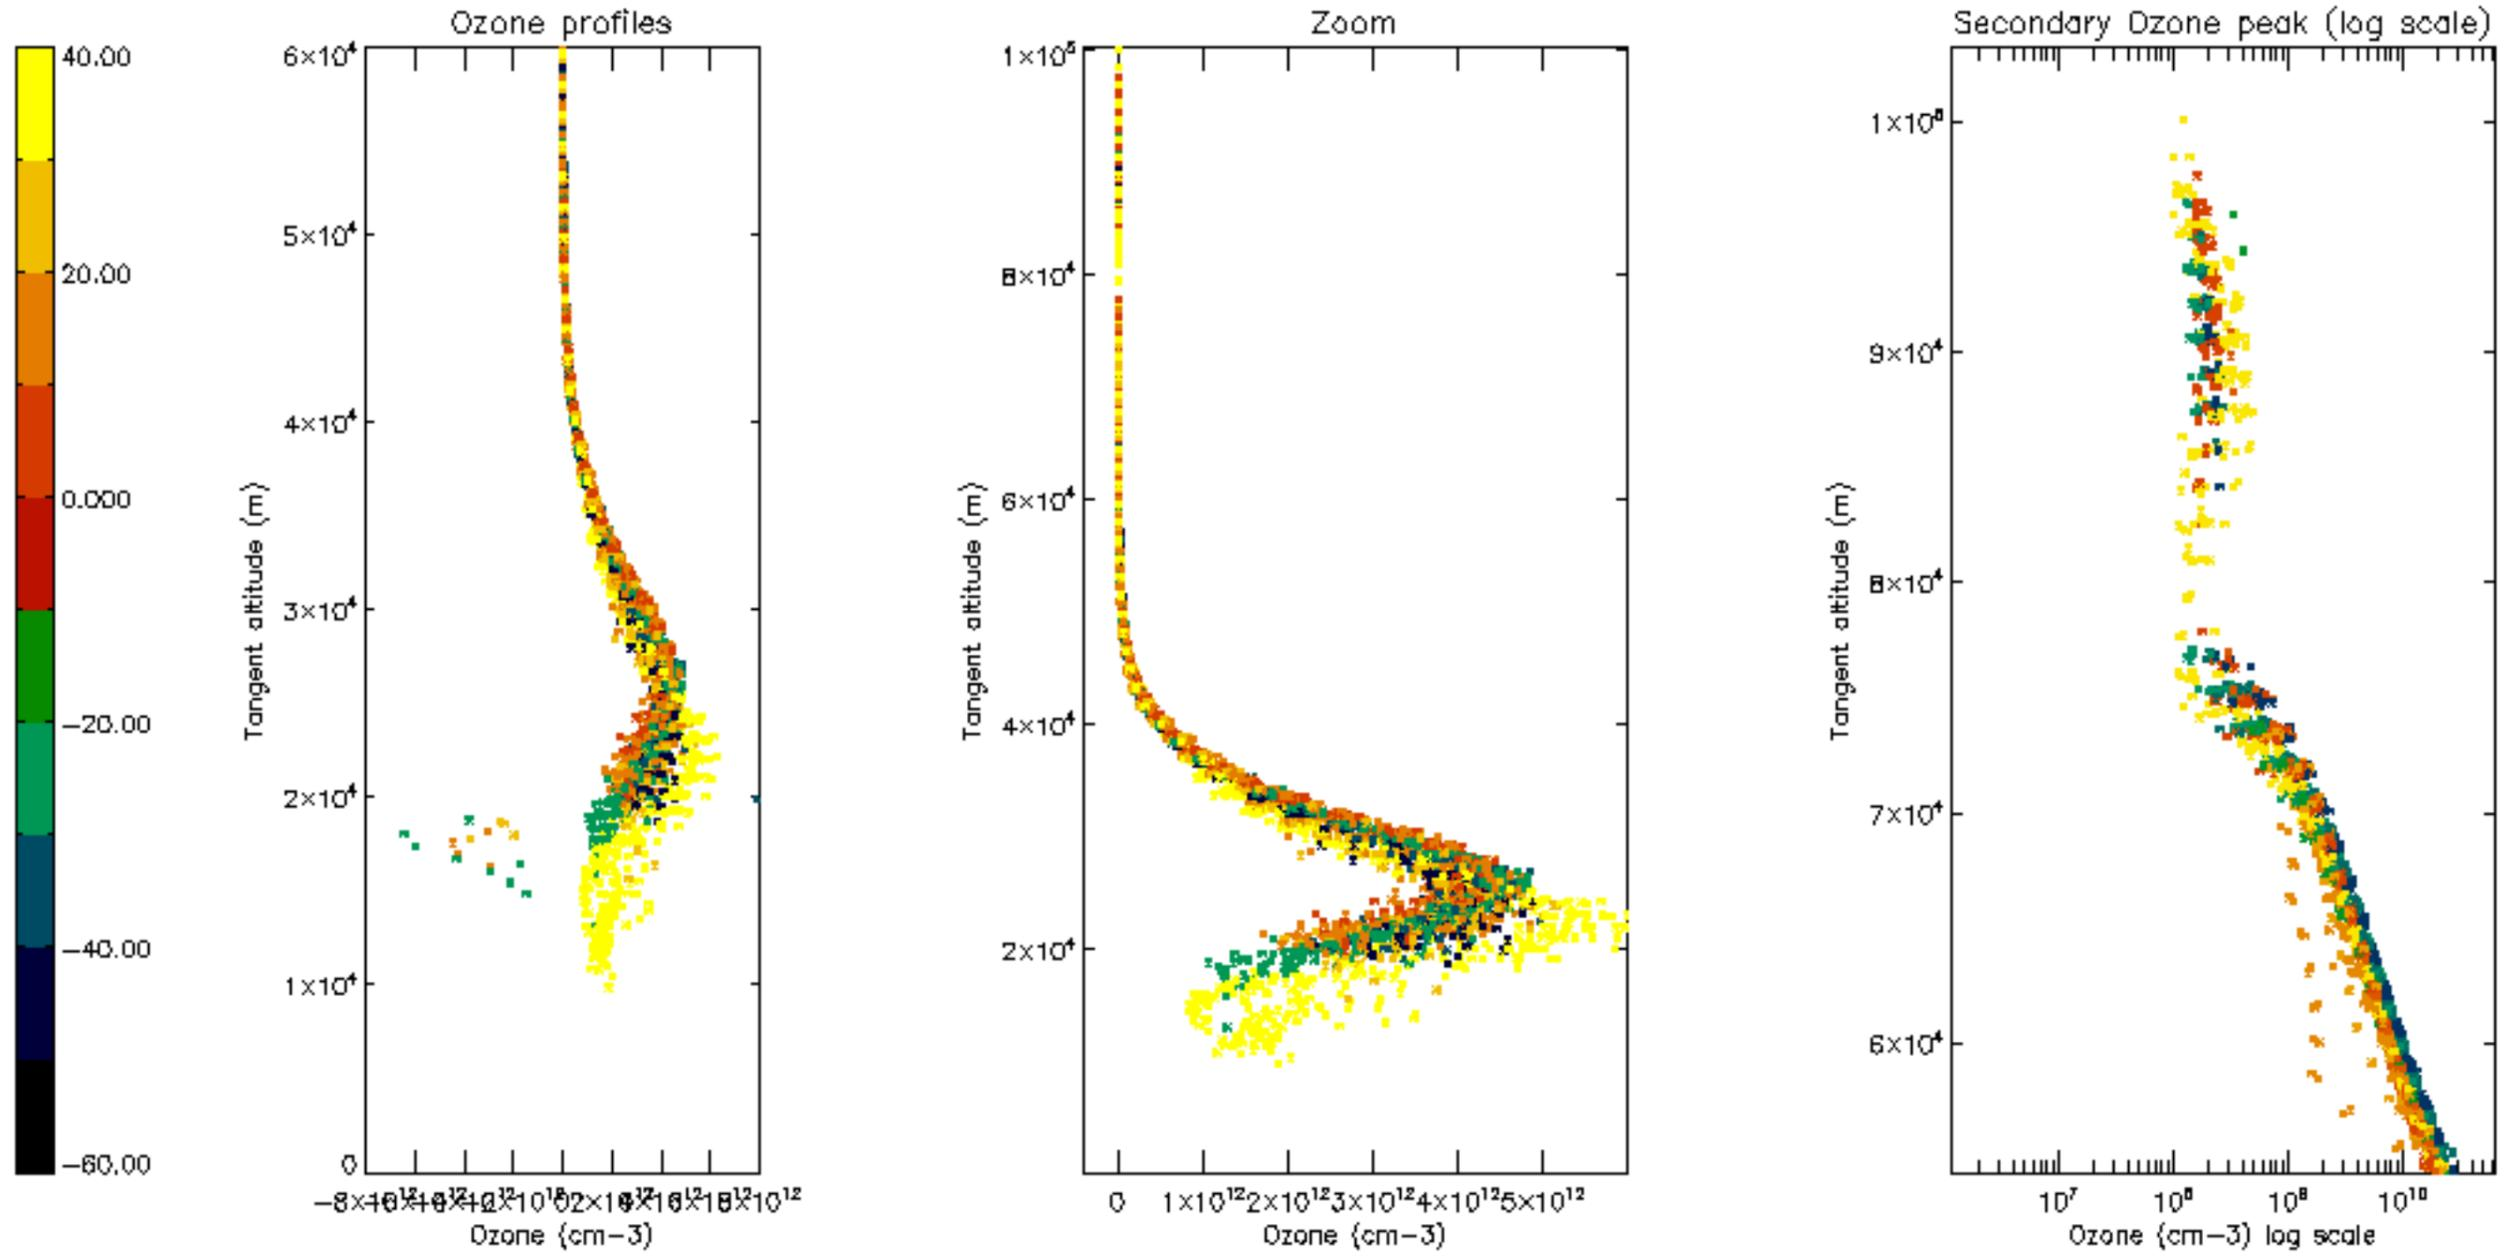 Ozone profiles
Zoom
Secondary Ozone peak (log scale)
40.00
20.00
0.000
−20.00
−40.00
−60.00
Tangent altitude (m)
6×10⁴
5×10⁴
4×10⁴
3×10⁴
2×10⁴
1×10⁴
0
Ozone (cm−3)
Tangent altitude (m)
1×10⁵
8×10⁴
6×10⁴
4×10⁴
2×10⁴
0 1×10¹² 2×10¹² 3×10¹² 4×10¹² 5×10¹²
Ozone (cm−3)
Tangent altitude (m)
1×10⁵
9×10⁴
8×10⁴
7×10⁴
6×10⁴
10⁷ 10⁸ 10⁹ 10¹⁰
Ozone (cm−3) log scale